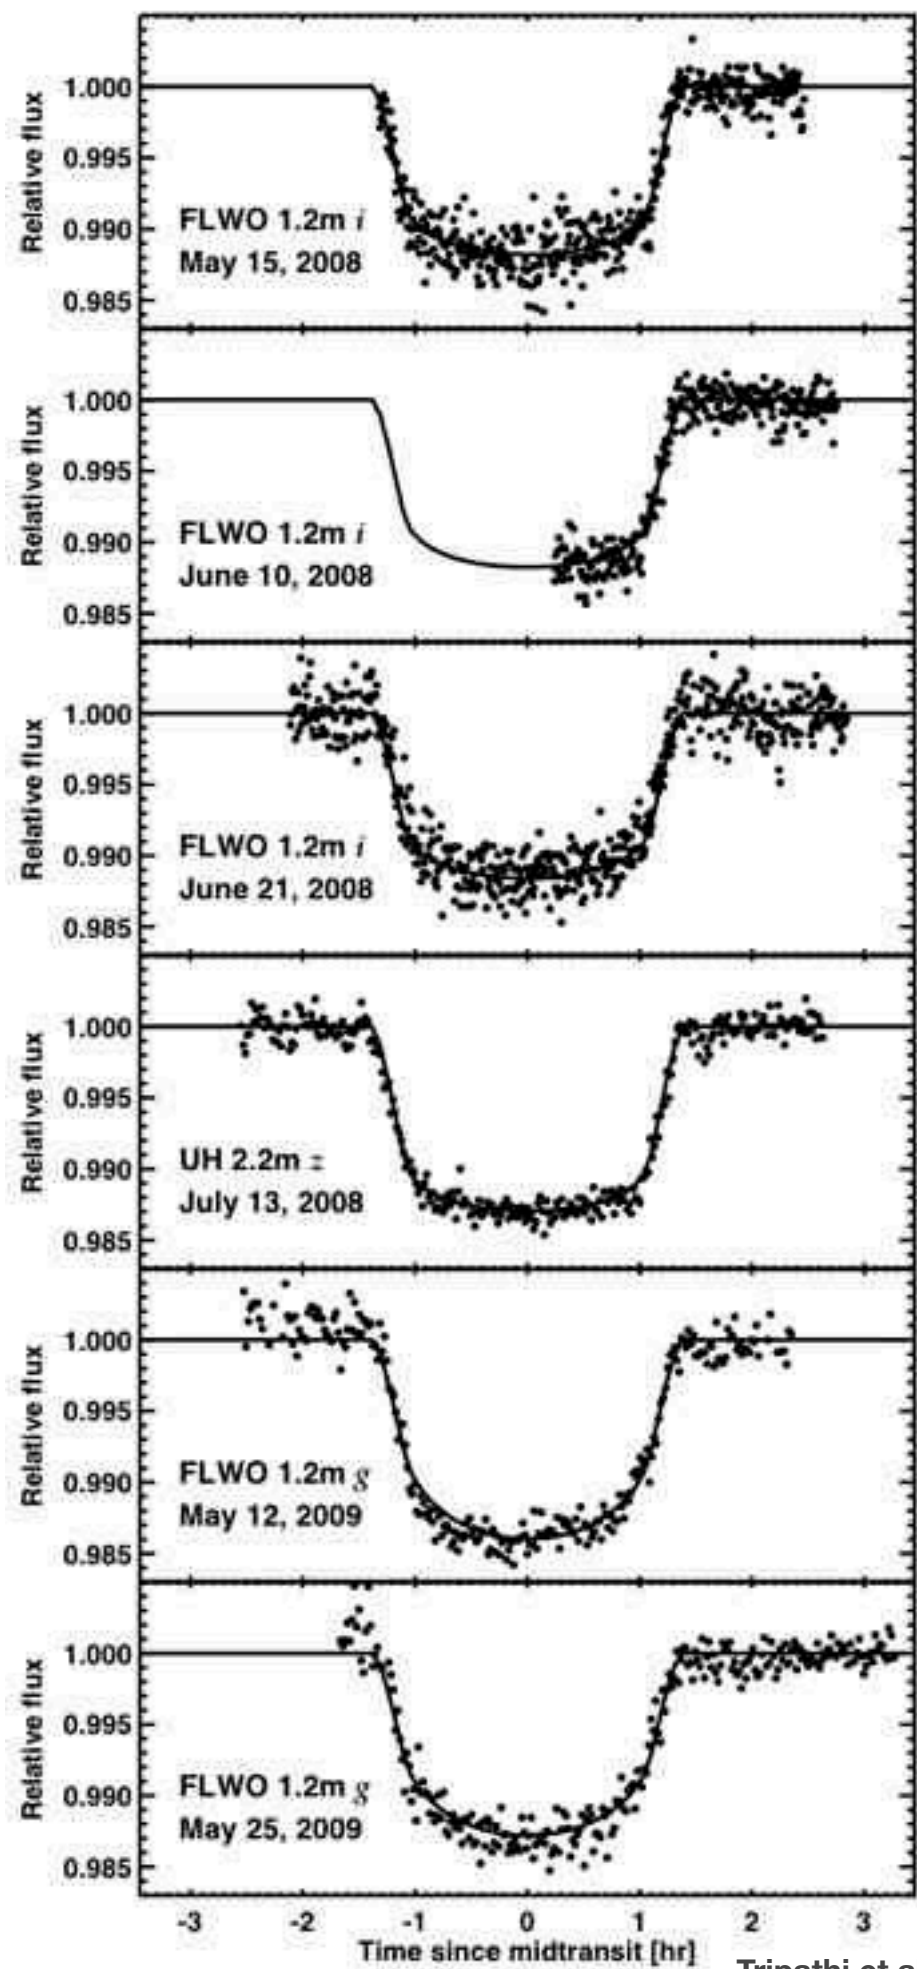 Relative flux
1.000
0.995
0.990
0.985
FLWO 1.2m i
May 15, 2008
Relative flux
1.000
0.995
0.990
0.985
FLWO 1.2m i
June 10, 2008
Relative flux
1.000
0.995
0.990
0.985
FLWO 1.2m i
June 21, 2008
Relative flux
1.000
0.995
0.990
0.985
UH 2.2m z
July 13, 2008
Relative flux
1.000
0.995
0.990
0.985
FLWO 1.2m g
May 12, 2009
Relative flux
1.000
0.995
0.990
0.985
FLWO 1.2m g
May 25, 2009
-3 -2 -1 0 1 2 3
Time since midtransit [hr]